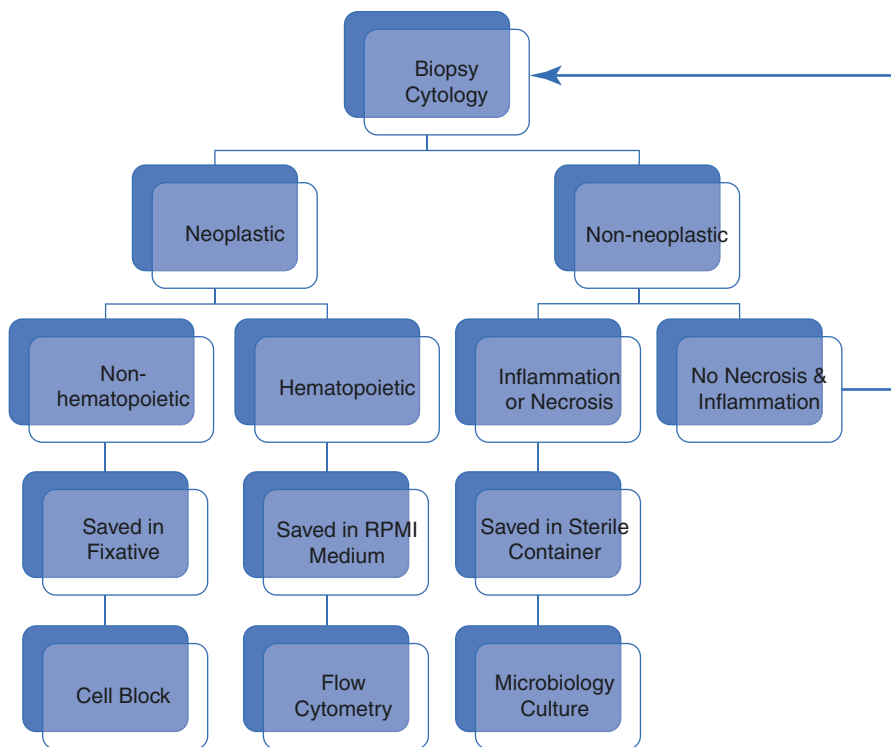 Biopsy
Cytology
Neoplastic
Non-neoplastic
Non-
hematopoietic
Hematopoietic
Inflammation
or Necrosis
No Necrosis &
Inflammation
Saved in
Fixative
Saved in RPMI
Medium
Saved in Sterile
Container
Cell Block
Flow
Cytometry
Microbiology
Culture